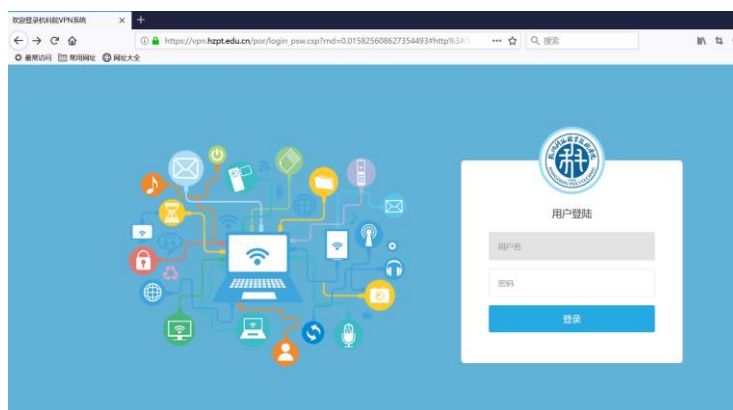 欢迎登录杭科院VPN系统
https://vpn.hzpt.edu.cn/por/login_psw.csp?rnd=0.015825608627354493#http%3A
搜索
最常访问 常用网址 网址大全
用户登陆
用户名
密码
登录